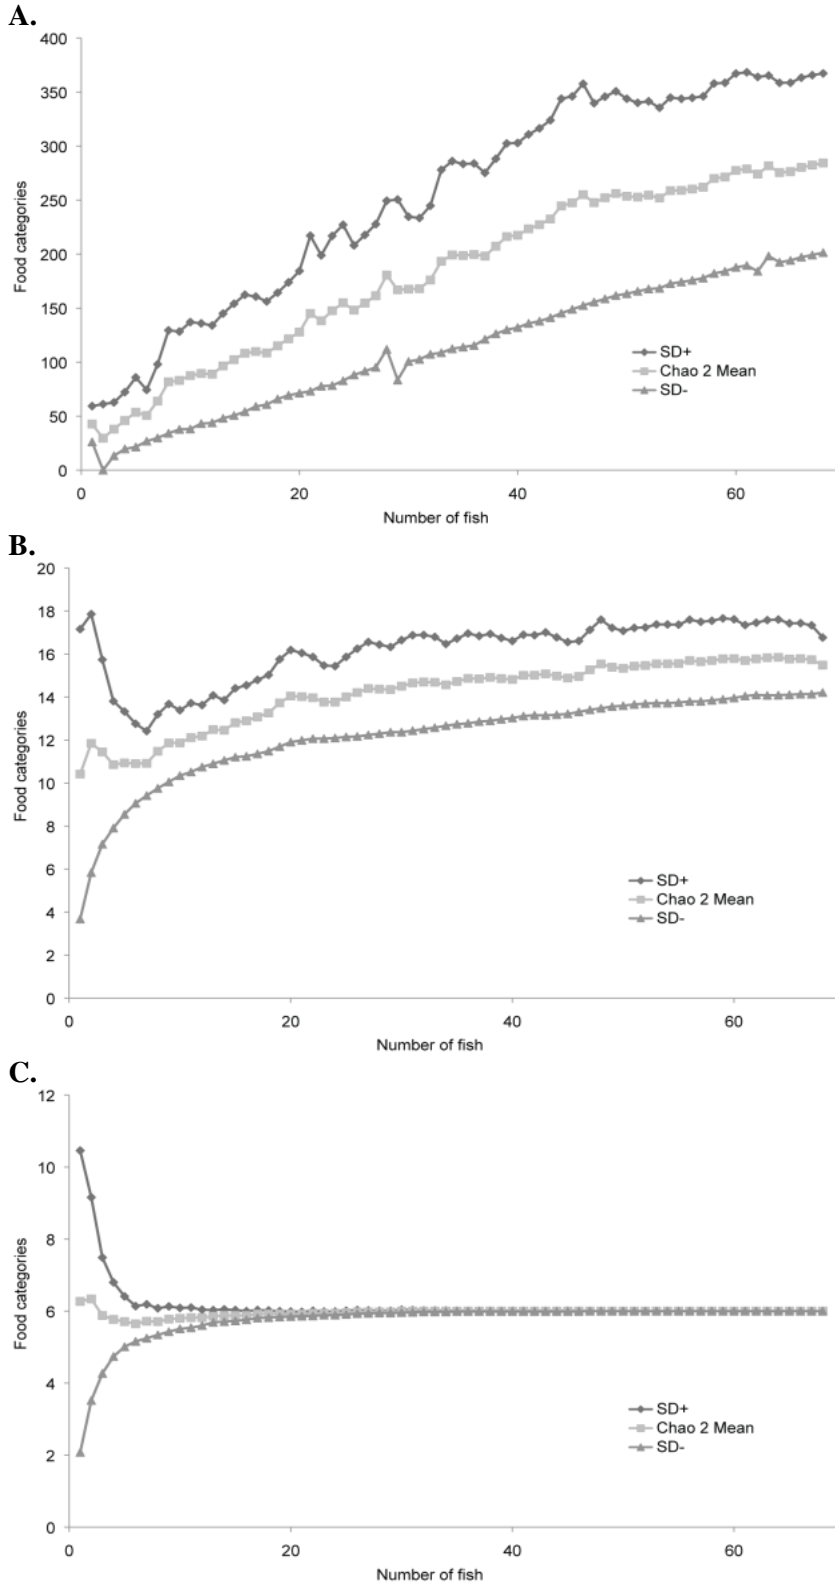 A.
400
350
300
250
200
150
100
50
0
Food categories
SD+
Chao 2 Mean
SD-
0 20 40 60
Number of fish
B.
20
18
16
14
12
10
8
6
4
2
0
Food categories
SD+
Chao 2 Mean
SD-
0 20 40 60
Number of fish
C.
12
10
8
6
4
2
0
Food categories
SD+
Chao 2 Mean
SD-
0 20 40 60
Number of fish